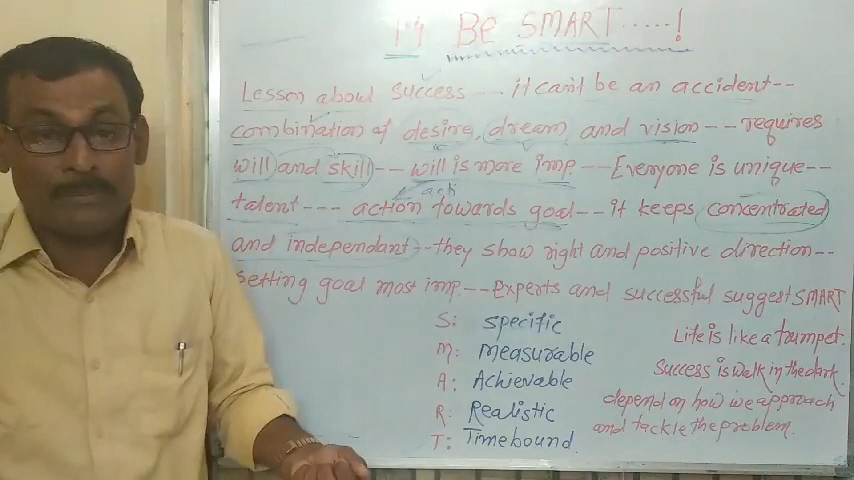 1.4 Be SMART.....!
Lesson about success --- it can't be an accident--
combination of desire, dream and vision -- requires
will and skill -- will is more imp -- Everyone is unique--
talent --- action towards goal -- it keeps concentrated
and independant -- they show right and positive direction--
setting goal most imp.-- Experts and successful suggest SMART
S: specific
M: Measurable
A: Achievable
R: Realistic
T: Timebound.
Life is like a trumpet.
Success is walk in the dark.
depend on how we approach
and tackle the problem.